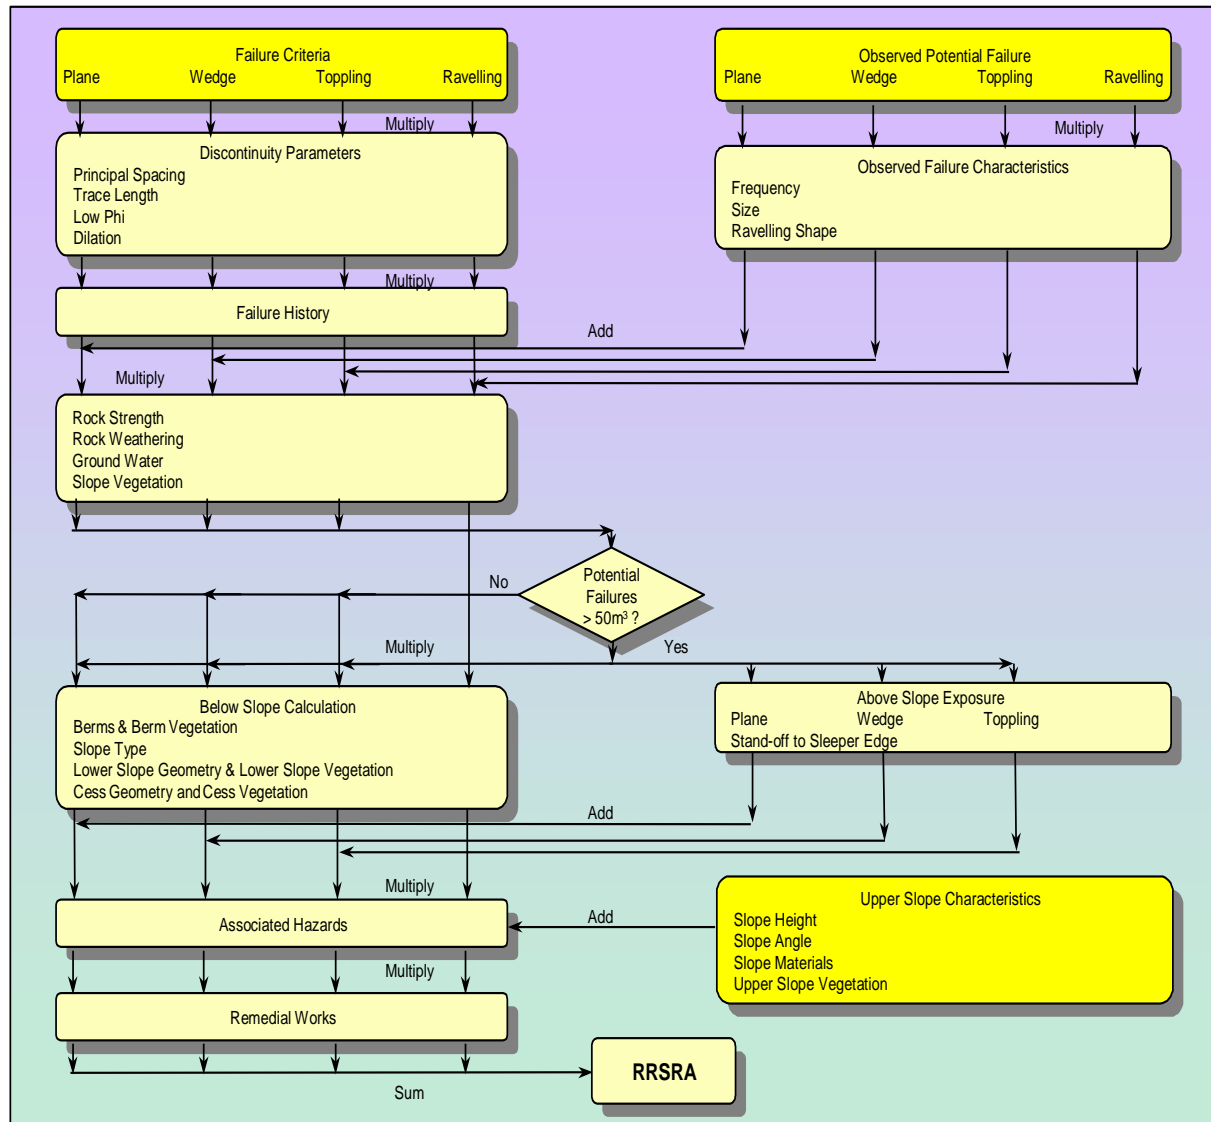 Failure Criteria
Plane Wedge Toppling Ravelling
Observed Potential Failure
Plane Wedge Toppling Ravelling
Multiply
Multiply
Discontinuity Parameters
Principal Spacing
Trace Length
Low Phi
Dilation
Observed Failure Characteristics
Frequency
Size
Ravelling Shape
Multiply
Failure History
Add
Multiply
Rock Strength
Rock Weathering
Ground Water
Slope Vegetation
Potential
Failures
> 50m³ ?
No
Yes
Multiply
Below Slope Calculation
Berms & Berm Vegetation
Slope Type
Lower Slope Geometry & Lower Slope Vegetation
Cess Geometry and Cess Vegetation
Above Slope Exposure
Plane Wedge Toppling
Stand-off to Sleeper Edge
Add
Multiply
Associated Hazards
Add
Upper Slope Characteristics
Slope Height
Slope Angle
Slope Materials
Upper Slope Vegetation
Multiply
Remedial Works
Sum
RRSRA